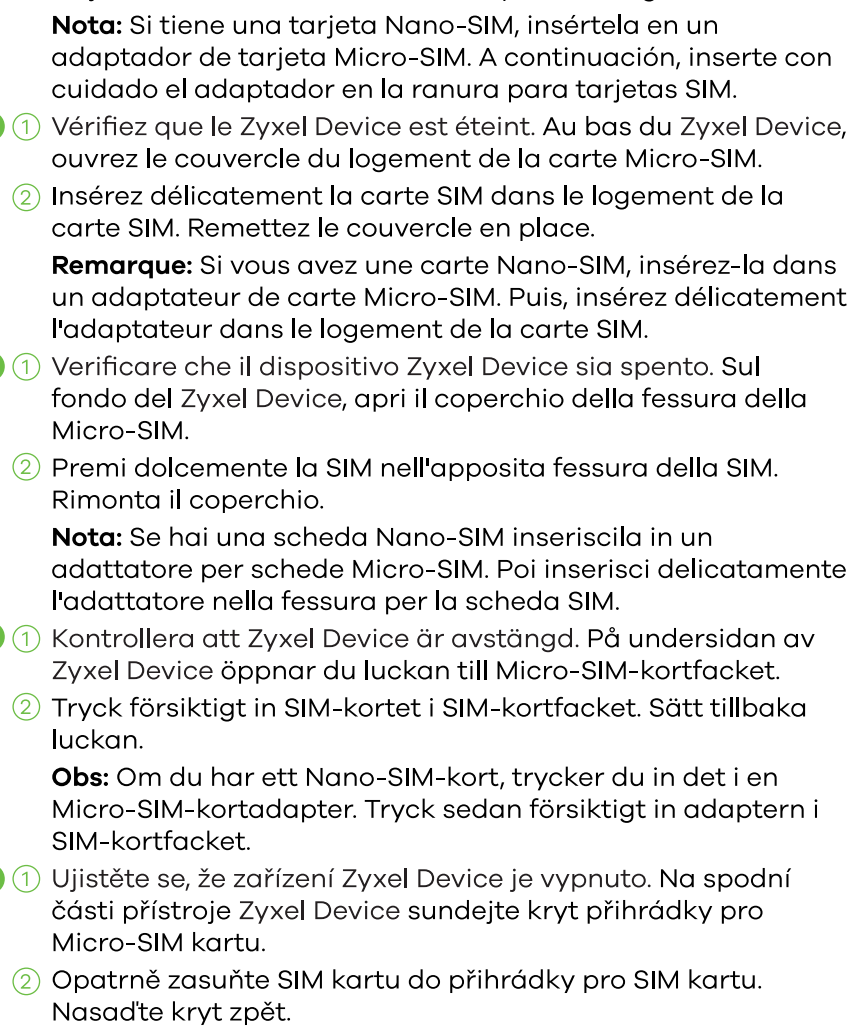 Nota: Si tiene una tarjeta Nano-SIM, insértela en un
adaptador de tarjeta Micro-SIM. A continuación, inserte con
cuidado el adaptador en la ranura para tarjetas SIM.
① Vérifiez que le Zyxel Device est éteint. Au bas du Zyxel Device,
ouvrez le couvercle du logement de la carte Micro-SIM.
② Insérez délicatement la carte SIM dans le logement de la
carte SIM. Remettez le couvercle en place.
Remarque: Si vous avez une carte Nano-SIM, insérez-la dans
un adaptateur de carte Micro-SIM. Puis, insérez délicatement
l'adaptateur dans le logement de la carte SIM.
① Verificare che il dispositivo Zyxel Device sia spento. Sul
fondo del Zyxel Device, apri il coperchio della fessura della
Micro-SIM.
② Premi dolcemente la SIM nell'apposita fessura della SIM.
Rimonta il coperchio.
Nota: Se hai una scheda Nano-SIM inseriscila in un
adattatore per schede Micro-SIM. Poi inserisci delicatamente
l'adattatore nella fessura per la scheda SIM.
① Kontrollera att Zyxel Device är avstängd. På undersidan av
Zyxel Device öppnar du luckan till Micro-SIM-kortfacket.
② Tryck försiktigt in SIM-kortet i SIM-kortfacket. Sätt tillbaka
luckan.
Obs: Om du har ett Nano-SIM-kort, trycker du in det i en
Micro-SIM-kortadapter. Tryck sedan försiktigt in adaptern i
SIM-kortfacket.
① Ujistěte se, že zařízení Zyxel Device je vypnuto. Na spodní
části přístroje Zyxel Device sundejte kryt přihrádky pro
Micro-SIM kartu.
② Opatrně zasuňte SIM kartu do přihrádky pro SIM kartu.
Nasaďte kryt zpět.